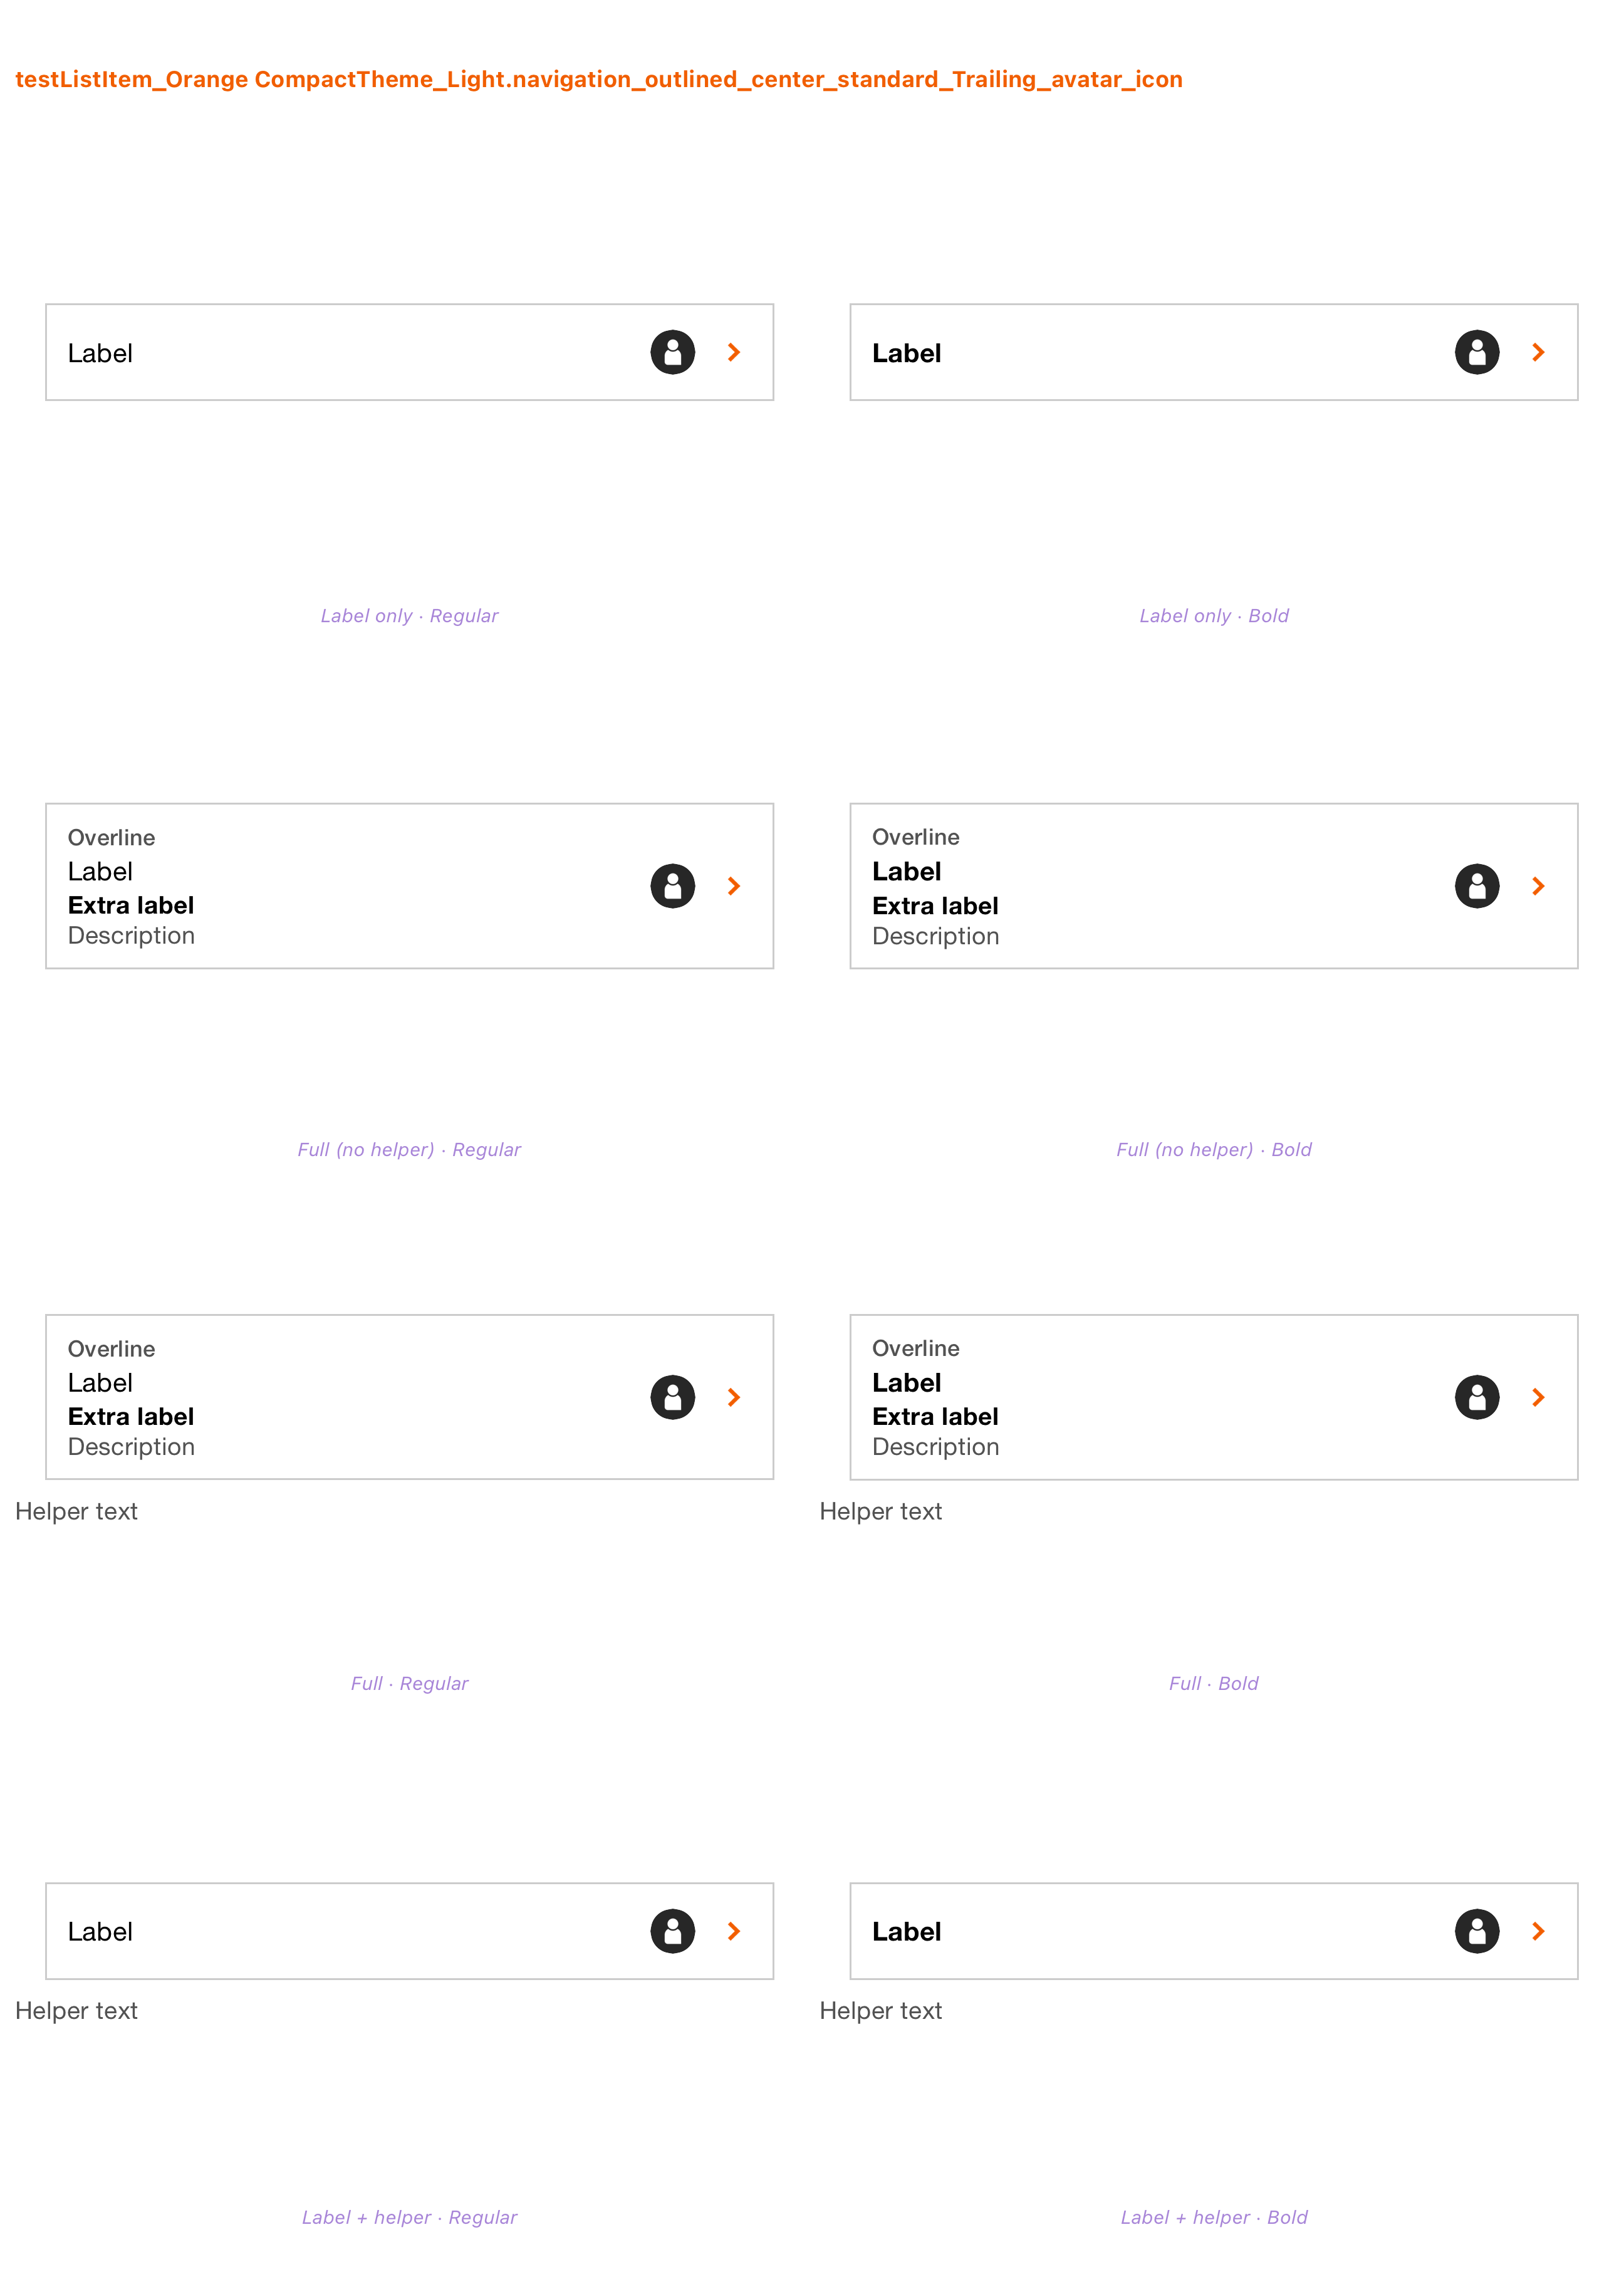 testListItem_Orange CompactTheme_Light.navigation_outlined_center_standard_Trailing_avatar_icon
Label
Label
Label only · Regular
Label only · Bold
Overline
Label
Extra label
Description
Overline
Label
Extra label
Description
Full (no helper) · Regular
Full (no helper) · Bold
Overline
Label
Extra label
Description
Helper text
Overline
Label
Extra label
Description
Helper text
Full · Regular
Full · Bold
Label
Helper text
Label
Helper text
Label + helper · Regular
Label + helper · Bold